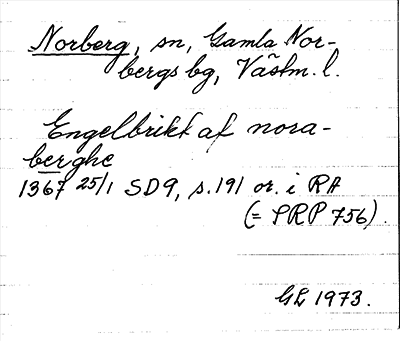 Norberg, sn, Gamla Nor-
bergs bg, Västm. l.
Engelbrikt af nora-
berghe
1367 25/1 SD9, s. 191 or. i RA
(= SRP 756).
GL 1973.